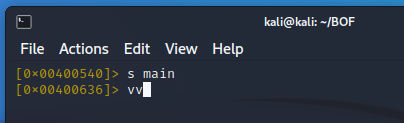 kali@kali: ~/BOF
File Actions Edit View Help
[0×00400540]> s main
[0×00400636]> vv